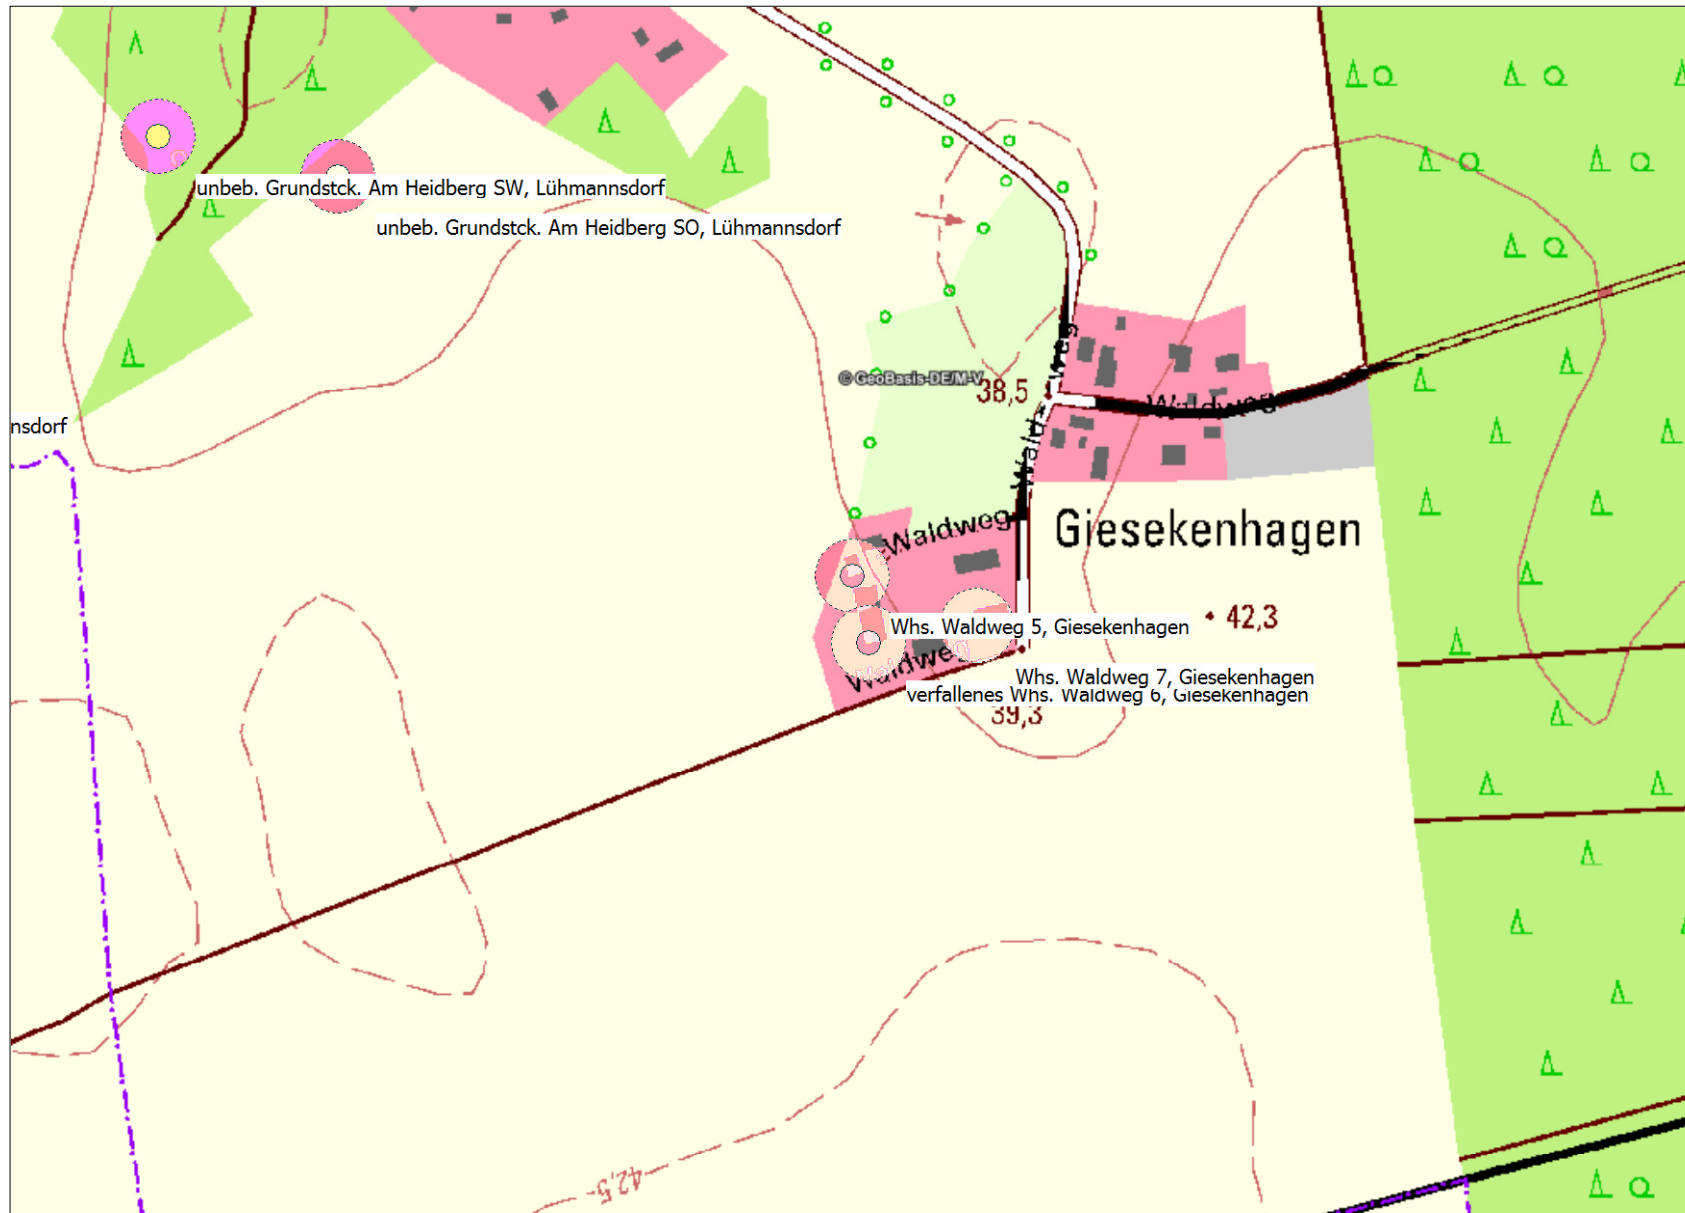 unbeb. Grundstck. Am Heidberg SW, Lühmannsdorf
unbeb. Grundstck. Am Heidberg SO, Lühmannsdorf
© GeoBasis-DE/M-V
38,5
Waldweg
Waldweg
nsdorf
Waldweg
Giesekenhagen
42,3
Whs. Waldweg 5, Giesekenhagen
Waldweg
Whs. Waldweg 7, Giesekenhagen
verfallenes Whs. Waldweg 6, Giesekenhagen
39,3
42,5